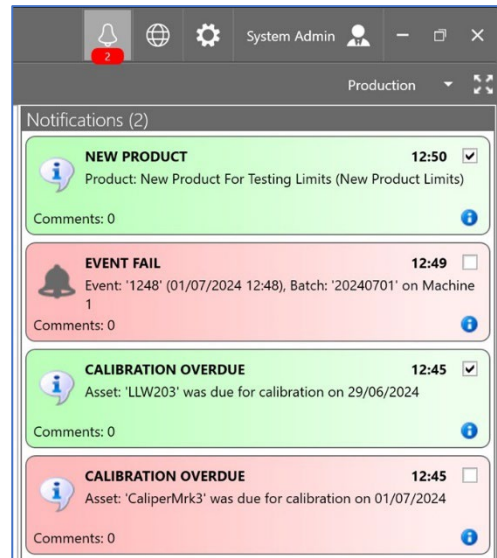 System Admin
2
Production
Notifications (2)
NEW PRODUCT 12:50
Product: New Product For Testing Limits (New Product Limits)
Comments: 0
EVENT FAIL 12:49
Event: '1248' (01/07/2024 12:48), Batch: '20240701' on Machine
1
Comments: 0
CALIBRATION OVERDUE 12:45
Asset: 'LLW203' was due for calibration on 29/06/2024
Comments: 0
CALIBRATION OVERDUE 12:45
Asset: 'CaliperMrk3' was due for calibration on 01/07/2024
Comments: 0